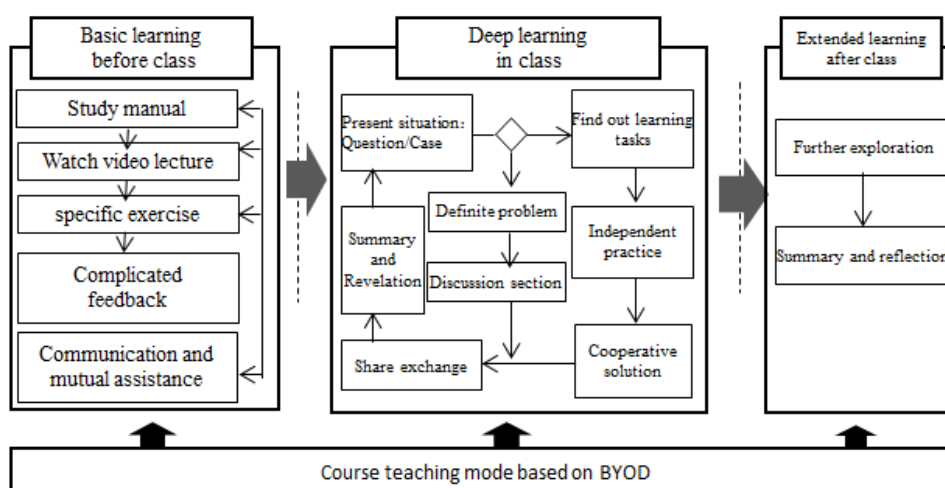 Basic learning
before class
Study manual
Watch video lecture
specific exercise
Complicated
feedback
Communication and
mutual assistance
Deep learning
in class
Present situation:
Question/Case
Find out learning
tasks
Definite problem
Discussion section
Independent
practice
Cooperative
solution
Share exchange
Summary
and
Revelation
Extended learning
after class
Further exploration
Summary and reflection
Course teaching mode based on BYOD